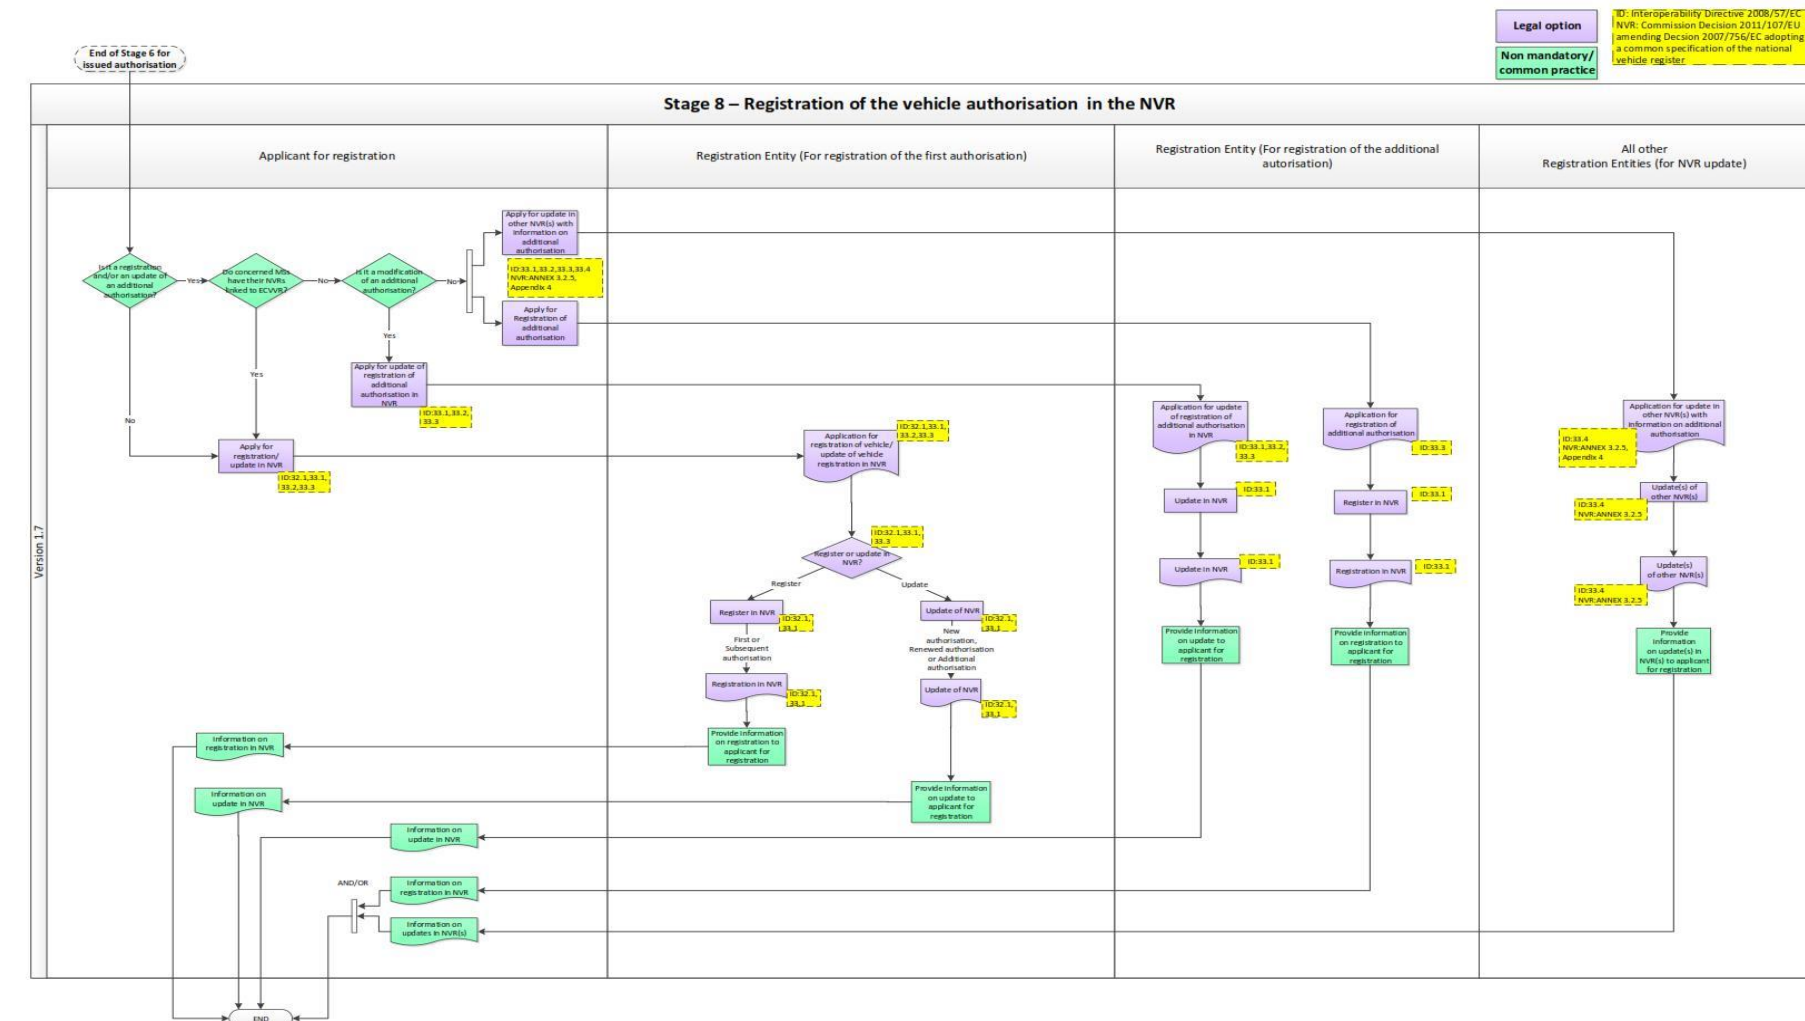 Legal option
Non mandatory/
common practice
ID: Interoperability Directive 2008/57/EC
NVR: Commission Decision 2011/107/EU
amending Decsion 2007/756/EC adopting
a common specification of the national
vehicle register
End of Stage 6 for
issued authorisation
Stage 8 – Registration of the vehicle authorisation in the NVR
Version 1.7
Applicant for registration
Registration Entity (For registration of the first authorisation)
Registration Entity (For registration of the additional
autorisation)
All other
Registration Entities (for NVR update)
Is it a registration
and/or an update of
an additional
authorisation?
Yes
Do concerned MSs
have their NVRs
linked to ECVVR?
No
Is it a modification
of an additional
authorisation?
No
Apply for update in
other NVR(s) with
information on
additional
authorisation
ID:33.1,33.2,33.3,33.4
NVR:ANNEX 3.2.5,
Appendix 4
Apply for
Registration of
additional
authorisation
Yes
Apply for update of
registration of
additional
authorisation in
NVR
ID:33.1,33.2,
33.3
Yes
No
Apply for
registration/
update in NVR
ID:32.1,33.1,
33.2,33.3
Application for
registration of vehicle/
update of vehicle
registration in NVR
ID:32.1,33.1,
33.2,33.3
Register or update in
NVR?
ID:32.1,33.1,
33.3
Register
Update
Register in NVR
ID:32.1,
33.1
First or
Subsequent
authorisation
Registration in NVR
ID:32.1,
33.1
Provide information
on registration to
applicant for
registration
Update of NVR
ID:32.1,
33.1
New
authorisation,
Renewed authorisation
or Additional
authorisation
Update of NVR
ID:32.1,
33.1
Provide information
on update to
applicant for
registration
Application for update
of registration of
additional authorisation
in NVR
ID:33.1,33.2,
33.3
Update in NVR
ID:33.1
Update in NVR
ID:33.1
Provide information
on update to
applicant for
registration
Application for
registration of
additional authorisation
ID:33.3
Register in NVR
ID:33.1
Registration in NVR
ID:33.1
Provide information
on registration to
applicant for
registration
Application for update in
other NVR(s) with
information on additional
authorisation
ID:33.4
NVR:ANNEX 3.2.5,
Appendix 4
Update(s) of
other NVR(s)
ID:33.4
NVR:ANNEX 3.2.5
Update(s)
of other NVR(s)
ID:33.4
NVR:ANNEX 3.2.5
Provide
information
on update(s) in
NVR(s) to applicant
for registration
Information on
registration in NVR
Information on
update in NVR
Information on
update in NVR
AND/OR
Information on
registration in NVR
Information on
updates in NVR(s)
END